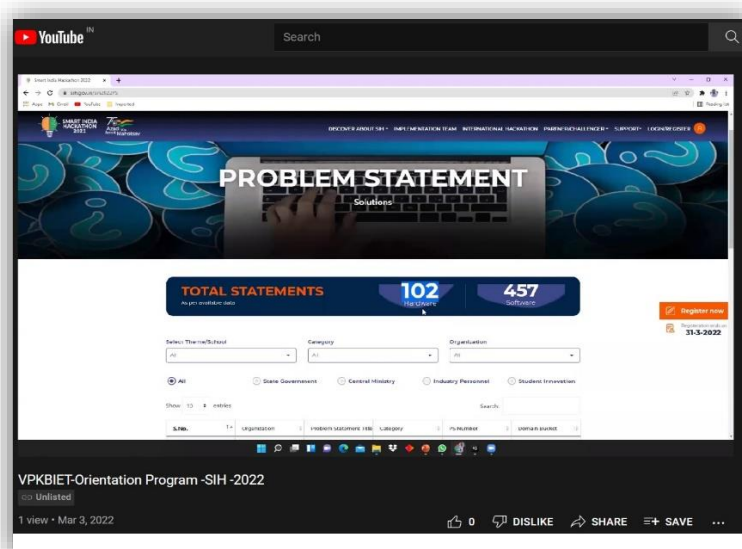 YouTube IN
Search
Smart India Hackathon 2022
Apps Gmail YouTube
Reading list
SMART INDIA
HACKATHON
2022
DISCOVER ABOUT SIH IMPLEMENTATION TEAM INTERNATIONAL HACKATHON PARTNER/CHALLENGER SUPPORT LOGIN/REGISTER
PROBLEM STATEMENT
Solutions
TOTAL STATEMENTS 102 457
As per available data Hardware Software
Register now
31-3-2022
Select Theme/School Category Organization
All All All
All State Government Central Ministry Industry Personnel Student Innovation
Show 10 entries Search:
S.No. Organization Problem Statement Title Category PS Number Domain Bucket
VPKBIET-Orientation Program -SIH -2022
Unlisted
1 view • Mar 3, 2022 0 DISLIKE SHARE SAVE ...